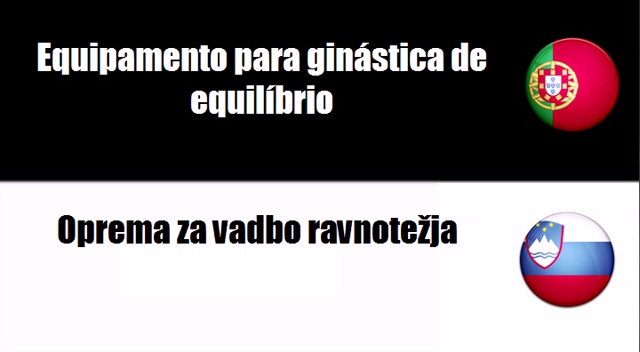 Equipamento para ginástica de
equilíbrio
Oprema za vadbo ravnotežja